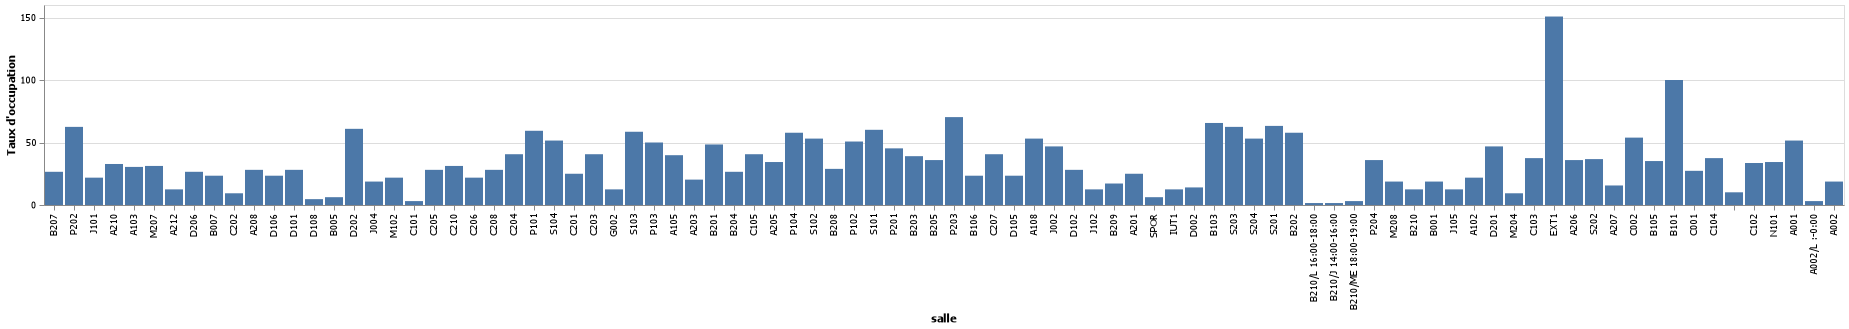 Taux d'occupation
150
100
50
0
B207 P202 J101 A210 A103 M207 A212 D206 B007 C202 A208 D106 D101 D108 B005 D202 J004 M102 C101 C205 C210 C206 C208 C204 P101 S104 C201 C203 G002 S103 P103 A105 A203 B201 B204 C105 A205 P104 S102 B208 P102 S101 P201 B203 B205 P203 B106 C207 D105 A108 J002 D102 J102 B209 A201 SPOR IUT1 D002 B103 S203 S204 S201 B202 B210/L 16:00-18:00 B210/J 14:00-16:00 B210/ME 18:00-19:00 P204 M208 B210 B001 J105 A102 D201 M204 C103 EXT1 A206 S202 A207 C002 B105 B101 C001 C104 C102 N101 A001 A002/L :-0:00 A002
salle